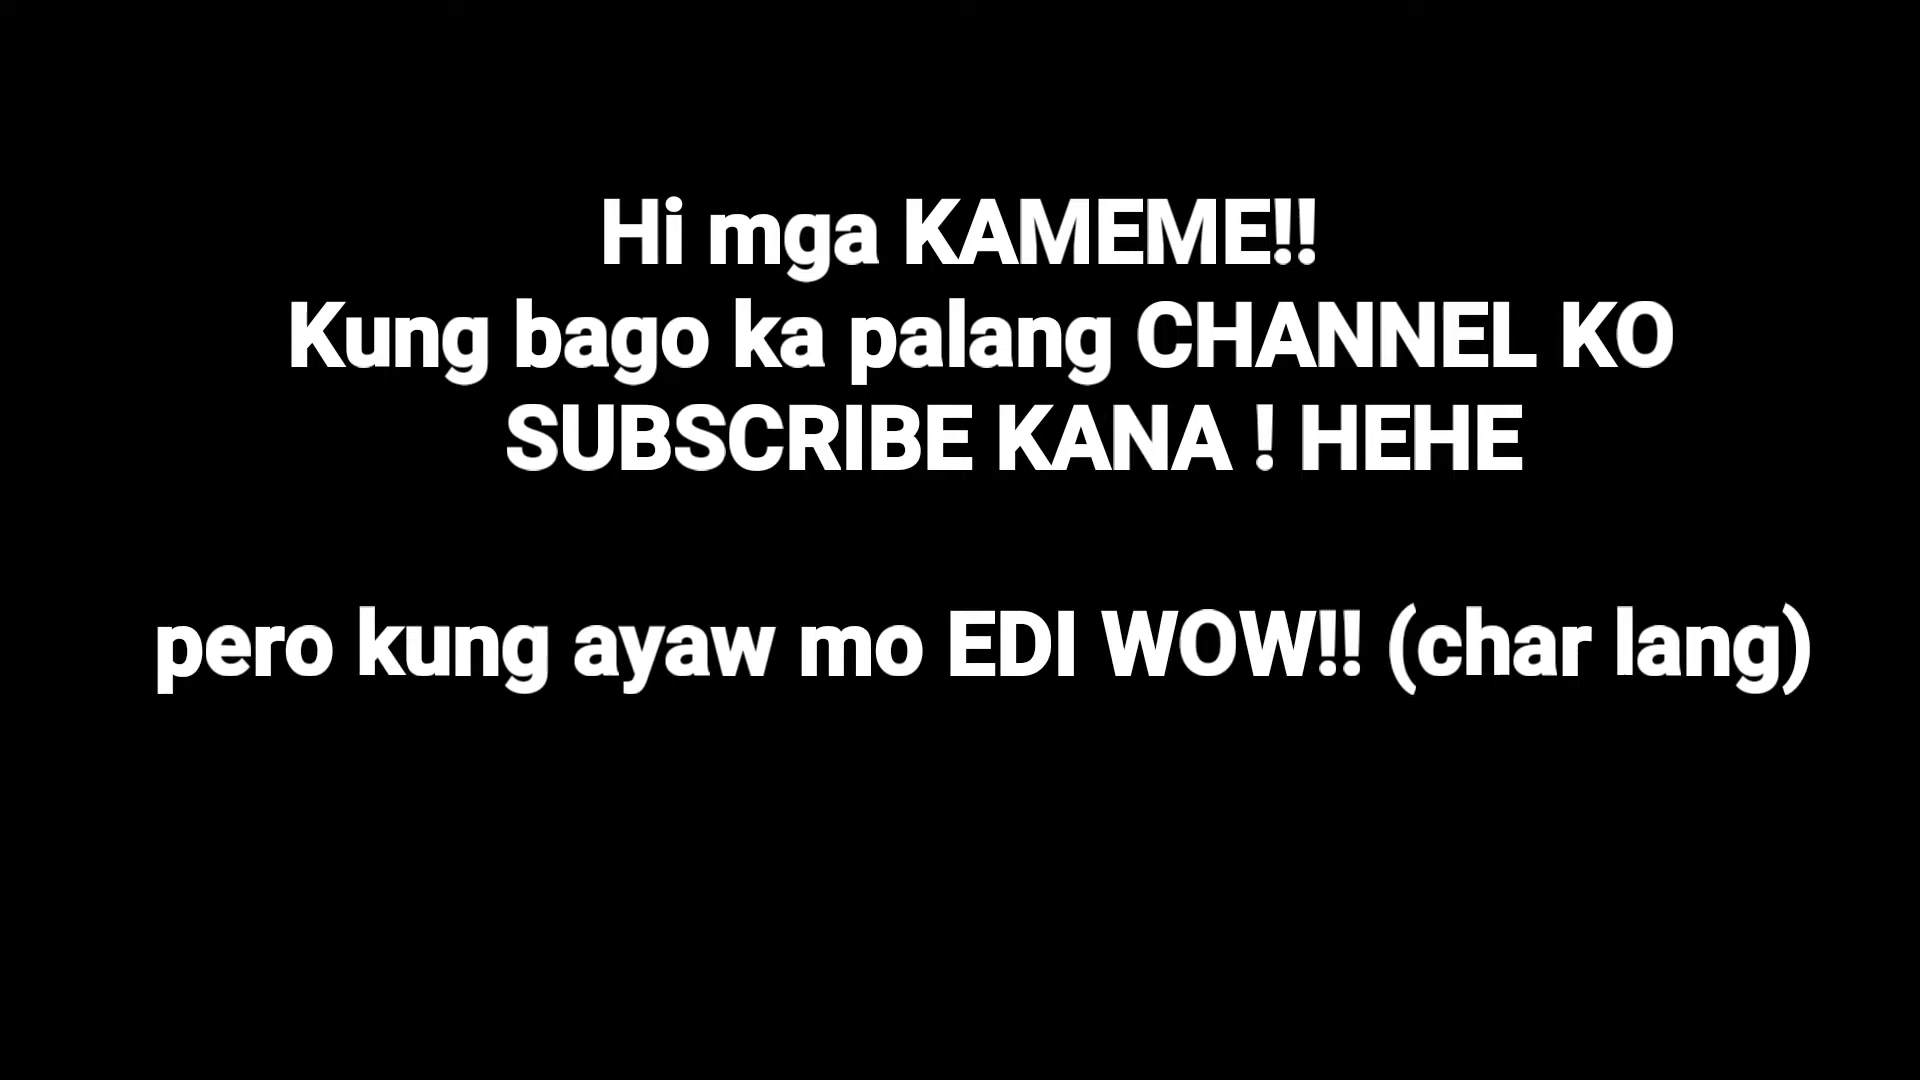 Hi mga KAMEME!!
Kung bago ka palang CHANNEL KO
SUBSCRIBE KANA ! HEHE
pero kung ayaw mo EDI WOW!! (char lang)